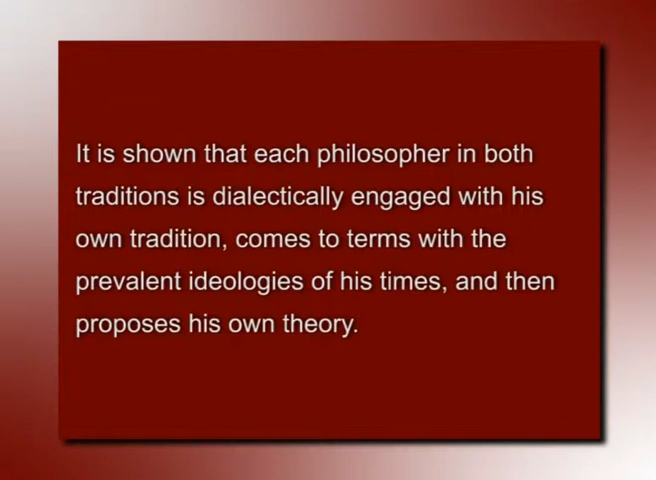 It is shown that each philosopher in both
traditions is dialectically engaged with his
own tradition, comes to terms with the
prevalent ideologies of his times, and then
proposes his own theory.